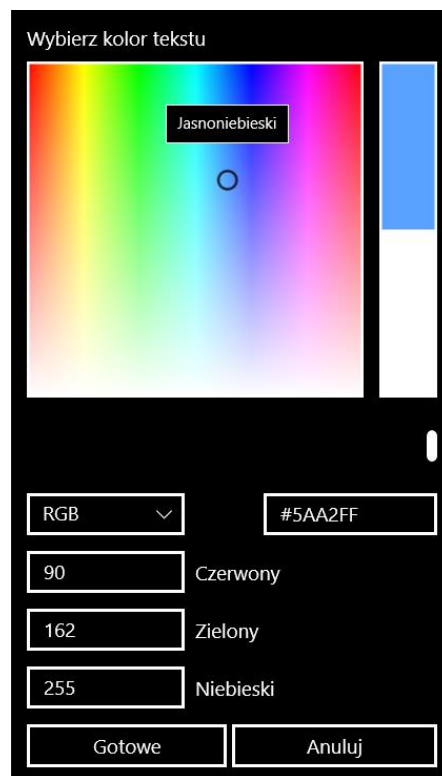 Wybierz kolor tekstu
Jasnoniebieski
RGB
#5AA2FF
90
Czerwony
162
Zielony
255
Niebieski
Gotowe
Anuluj